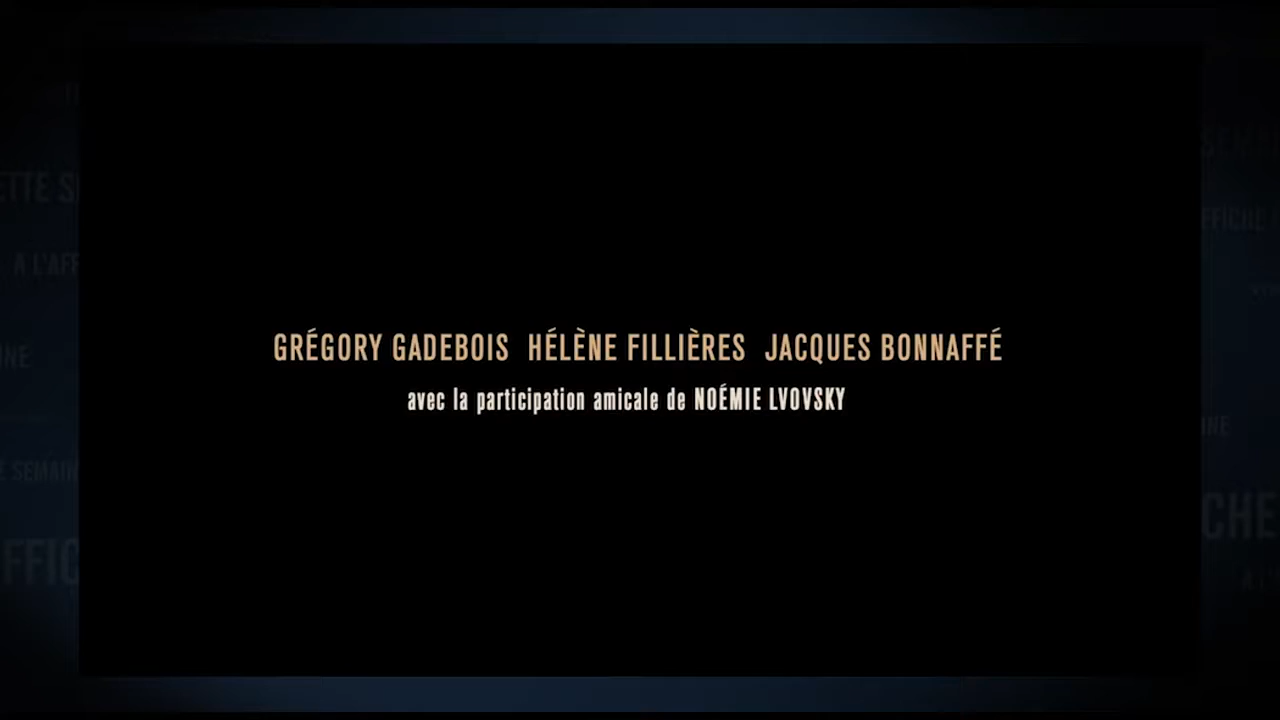 GRÉGORY GADEBOIS HÉLÈNE FILLIÈRES JACQUES BONNAFFÉ
avec la participation amicale de NOÉMIE LVOVSKY